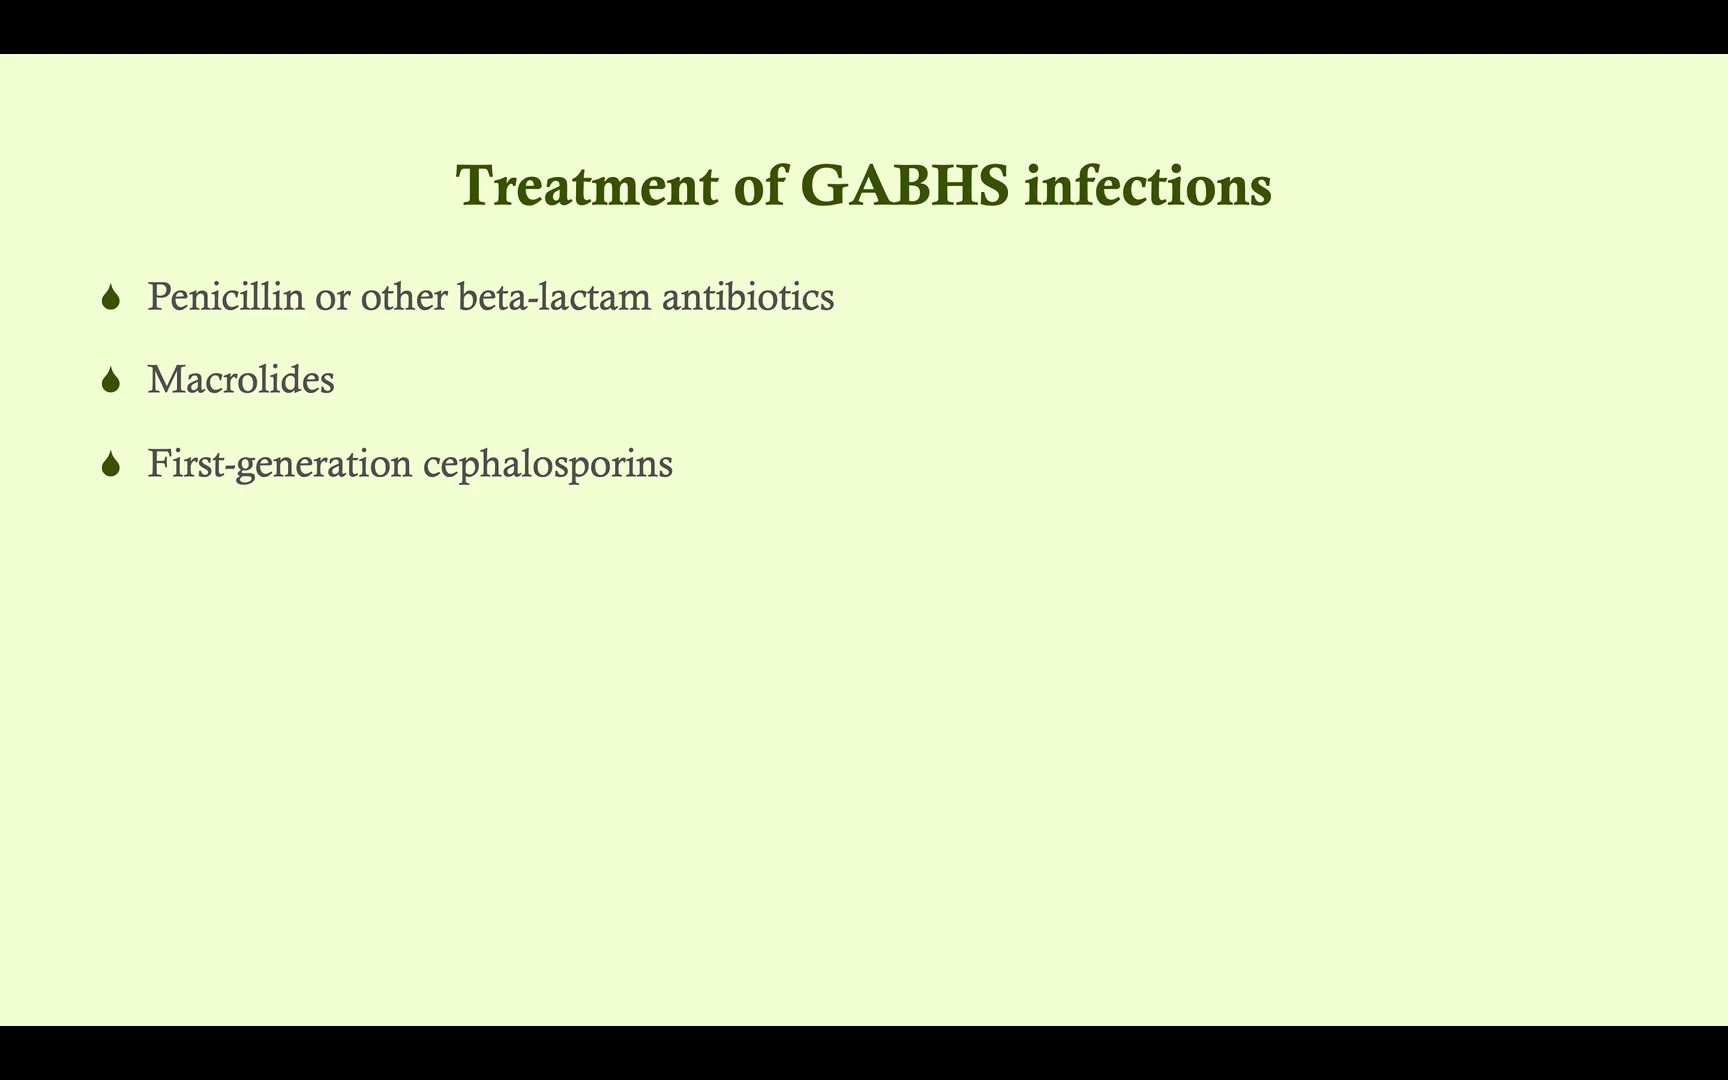 Treatment of GABHS infections
Penicillin or other beta-lactam antibiotics
Macrolides
First-generation cephalosporins